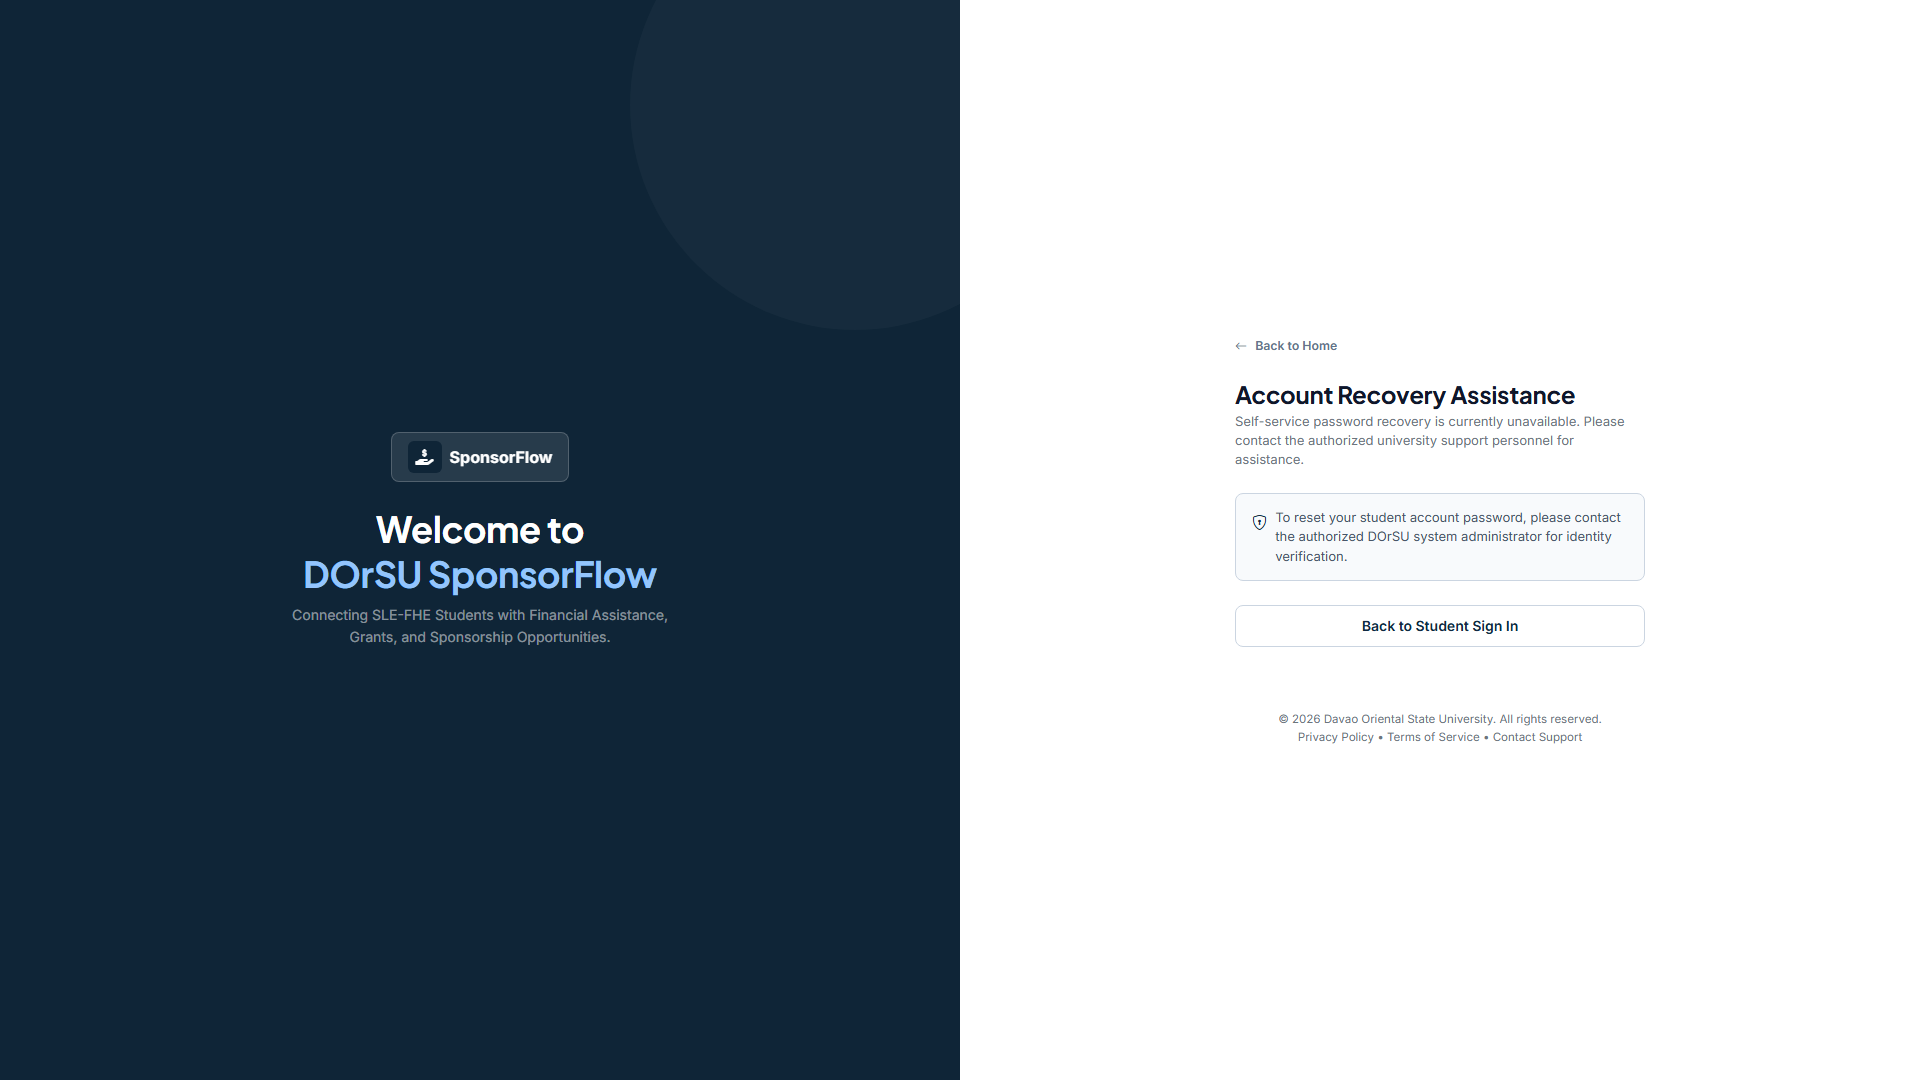 SponsorFlow
Welcome to
DOrSU SponsorFlow
Connecting SLE-FHE Students with Financial Assistance,
Grants, and Sponsorship Opportunities.
Back to Home
Account Recovery Assistance
Self-service password recovery is currently unavailable. Please
contact the authorized university support personnel for
assistance.
To reset your student account password, please contact
the authorized DOrSU system administrator for identity
verification.
Back to Student Sign In
© 2026 Davao Oriental State University. All rights reserved.
Privacy Policy • Terms of Service • Contact Support